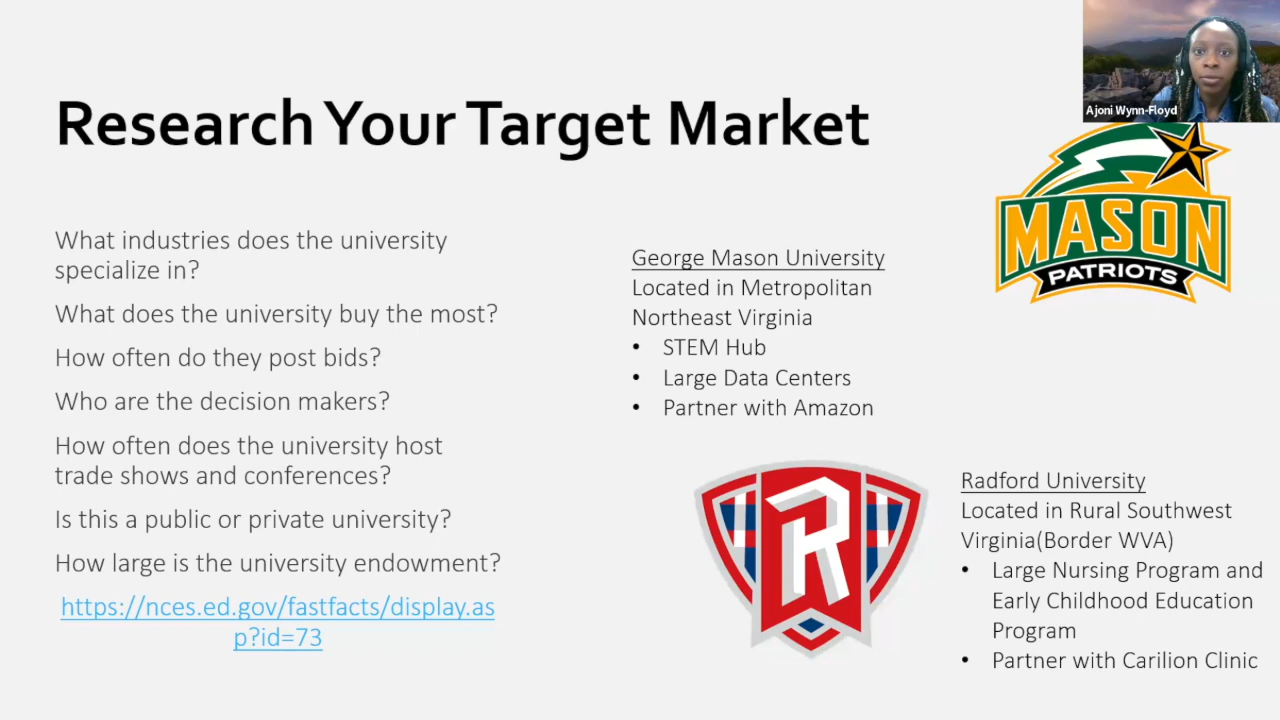 Research Your Target Market
Ajoni Wynn-Floyd
MASON
PATRIOTS
What industries does the university
specialize in?
What does the university buy the most?
How often do they post bids?
Who are the decision makers?
How often does the university host
trade shows and conferences?
Is this a public or private university?
How large is the university endowment?
https://nces.ed.gov/fastfacts/display.as
p?id=73
George Mason University
Located in Metropolitan
Northeast Virginia
• STEM Hub
• Large Data Centers
• Partner with Amazon
R
Radford University
Located in Rural Southwest
Virginia(Border WVA)
• Large Nursing Program and
Early Childhood Education
Program
• Partner with Carilion Clinic